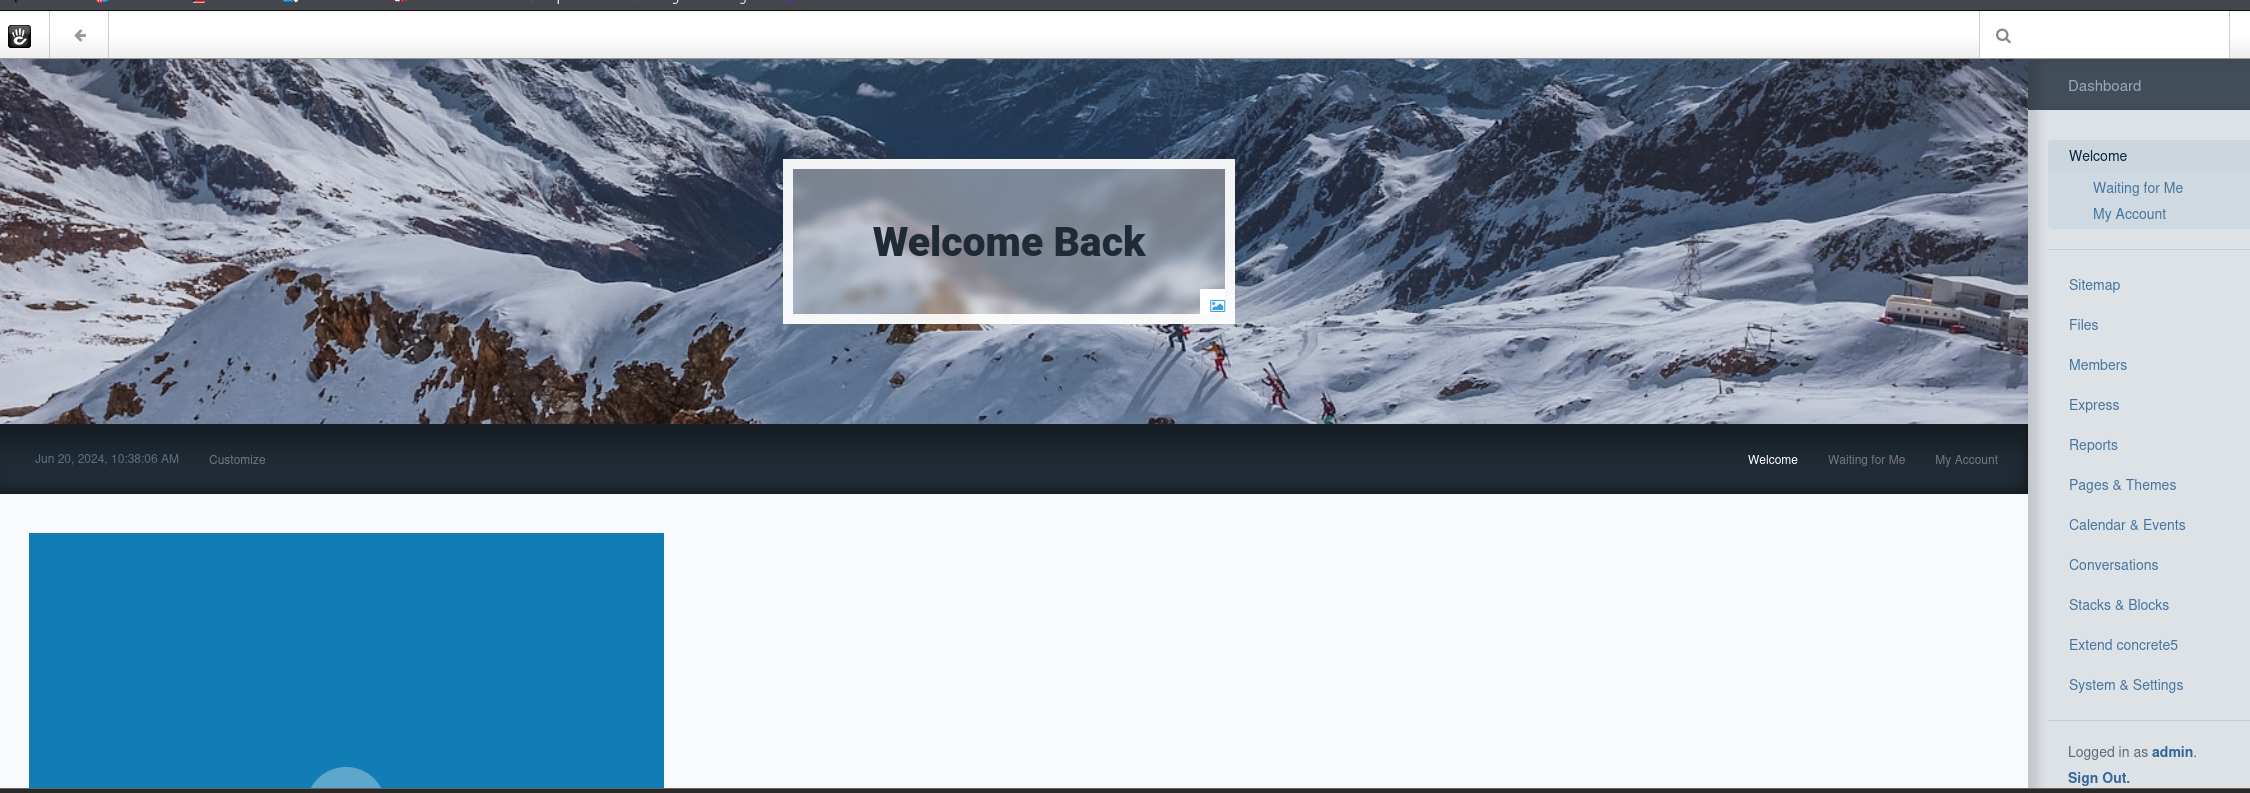 Dashboard
Welcome
Waiting for Me
My Account
Welcome Back
Sitemap
Files
Members
Express
Reports
Pages & Themes
Calendar & Events
Conversations
Stacks & Blocks
Extend concrete5
System & Settings
Logged in as admin.
Sign Out.
Jun 20, 2024, 10:38:06 AM Customize
Welcome Waiting for Me My Account